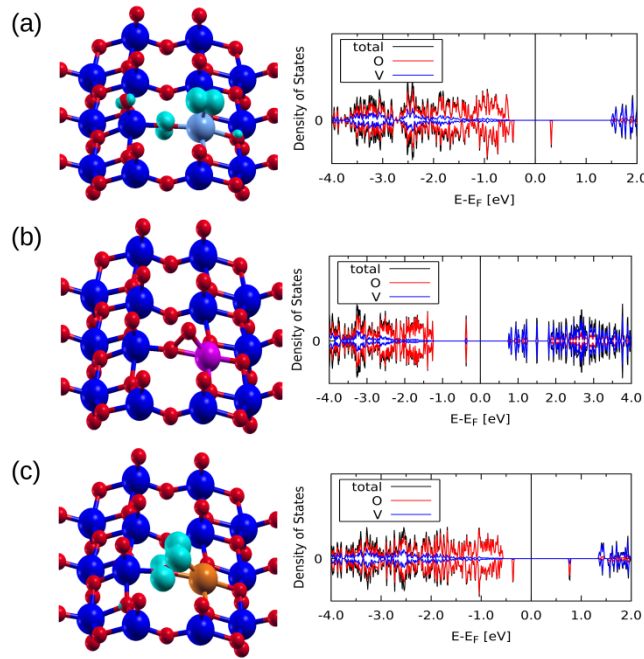 (a)
Density of States
total
O
V
0
-4.0 -3.0 -2.0 -1.0 0.0 1.0 2.0
E-EF [eV]
(b)
Density of States
total
O
V
0
-4.0 -3.0 -2.0 -1.0 0.0 1.0 2.0 3.0 4.0
E-EF [eV]
(c)
Density of States
total
O
V
0
-4.0 -3.0 -2.0 -1.0 0.0 1.0 2.0
E-EF [eV]